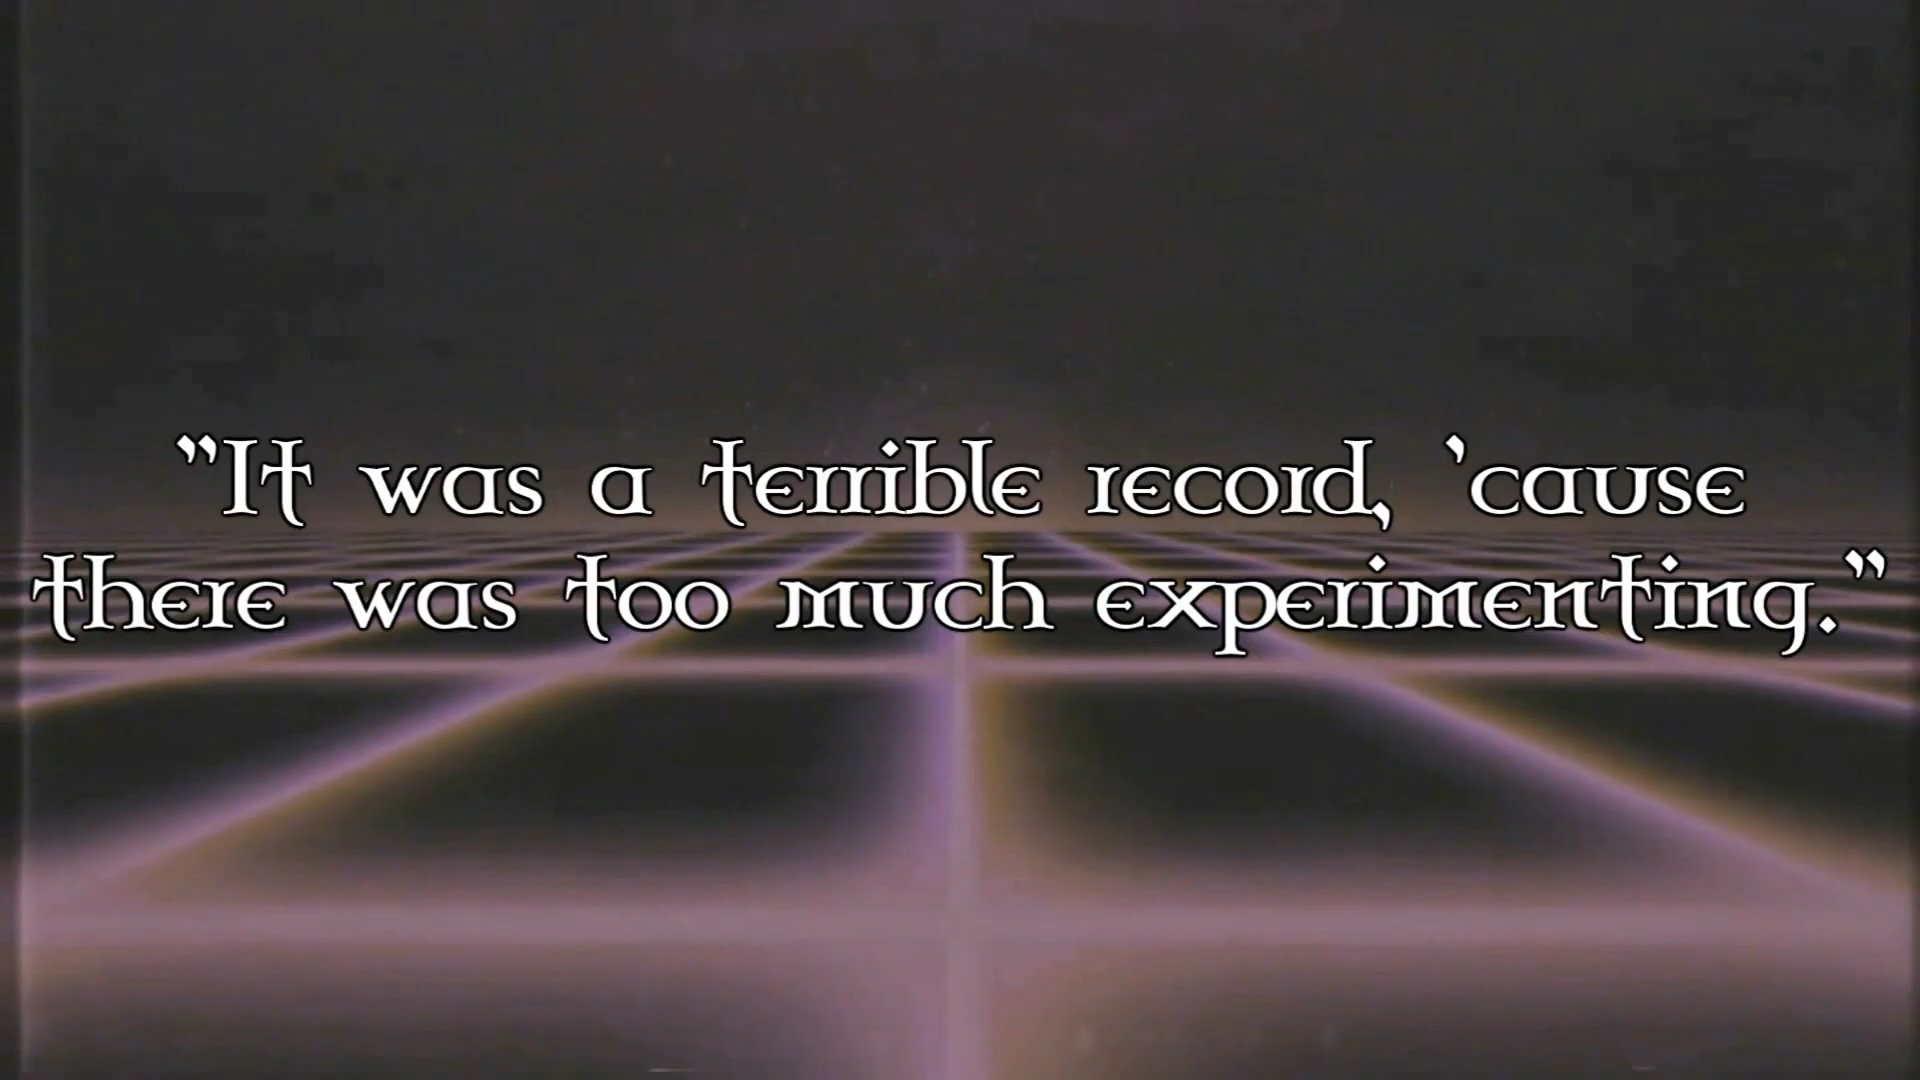 "It was a terrible record, 'cause
there was too much experimenting."